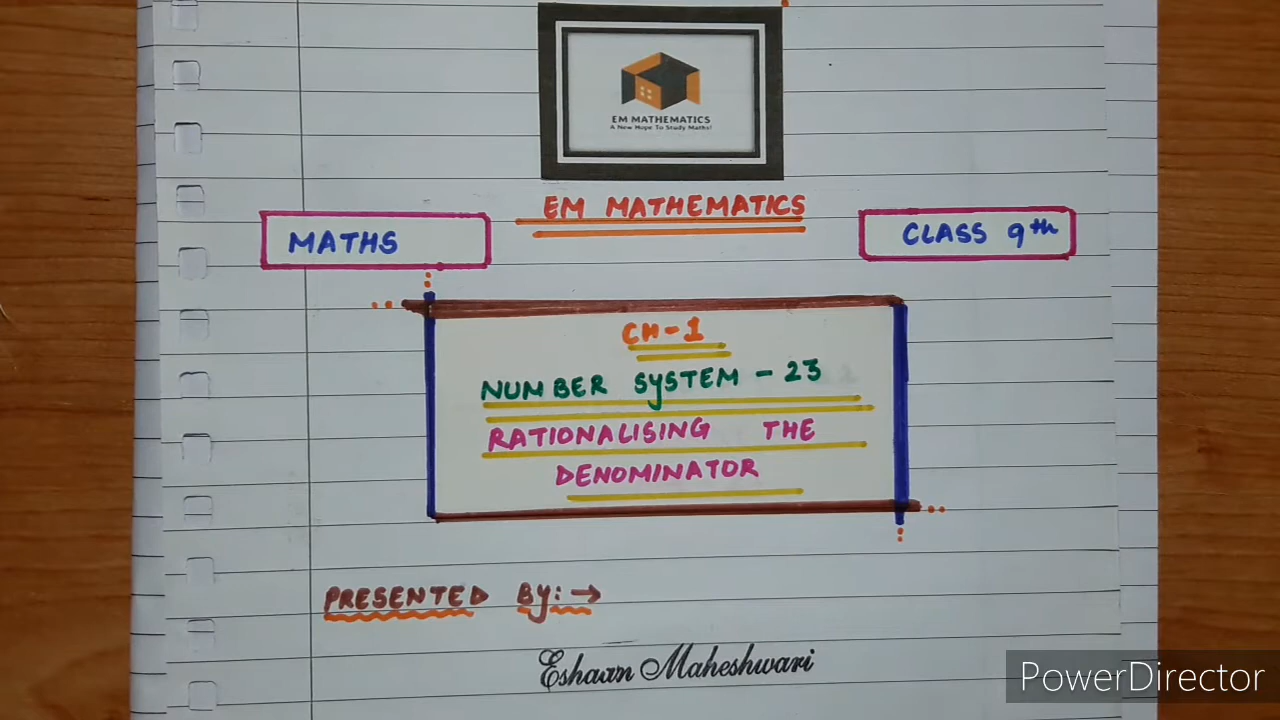 EM MATHEMATICS
A New Hope To Study Maths!
EM MATHEMATICS
MATHS
CLASS 9th
CH-1
NUMBER SYSTEM - 23
RATIONALISING THE
DENOMINATOR
PRESENTED BY:→
Eshaan Maheshwari
PowerDirector